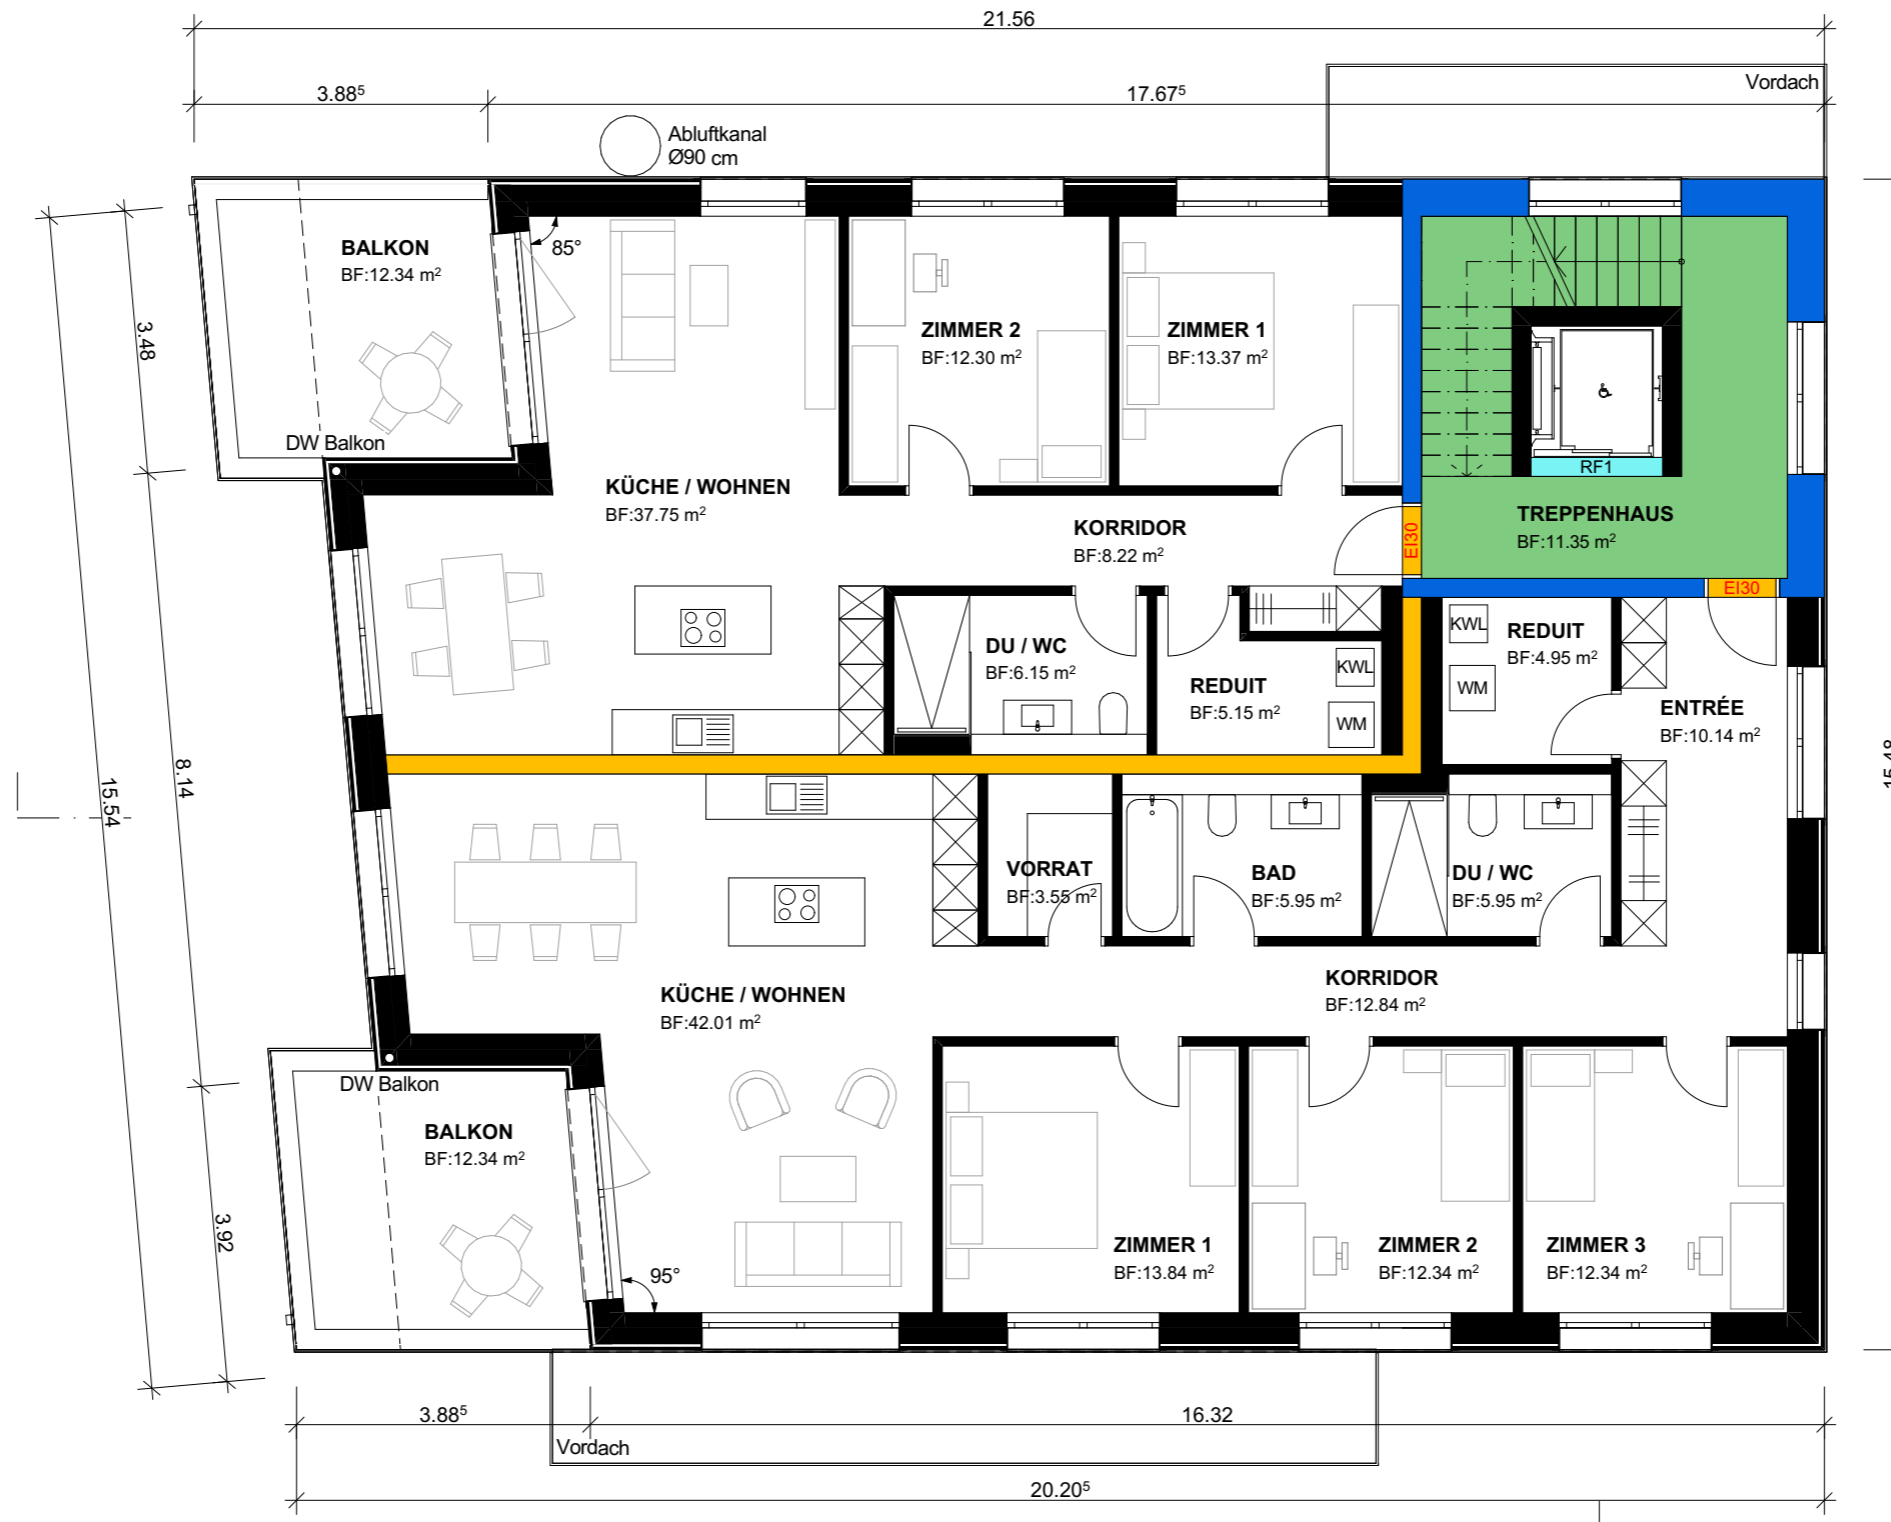 21.56
3.88⁵
17.67⁵
Vordach
Abluftkanal
Ø90 cm
BALKON
BF:12.34 m²
85°
ZIMMER 2
BF:12.30 m²
ZIMMER 1
BF:13.37 m²
3.48
DW Balkon
RF1
KÜCHE / WOHNEN
BF:37.75 m²
KORRIDOR
BF:8.22 m²
EI30
TREPPENHAUS
BF:11.35 m²
EI30
DU / WC
BF:6.15 m²
REDUIT
BF:5.15 m²
KWL
WM
KWL
WM
REDUIT
BF:4.95 m²
ENTRÉE
BF:10.14 m²
15.48
15.54
8.14
VORRAT
BF:3.55 m²
BAD
BF:5.95 m²
DU / WC
BF:5.95 m²
KÜCHE / WOHNEN
BF:42.01 m²
KORRIDOR
BF:12.84 m²
DW Balkon
BALKON
BF:12.34 m²
3.92
95°
ZIMMER 1
BF:13.84 m²
ZIMMER 2
BF:12.34 m²
ZIMMER 3
BF:12.34 m²
3.88⁵
16.32
Vordach
20.20⁵